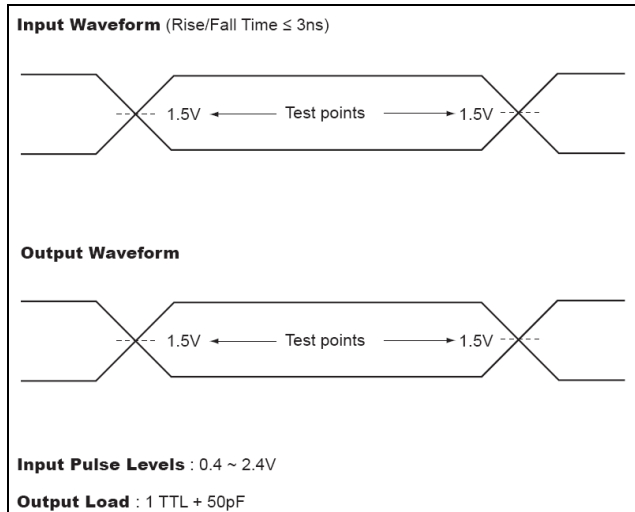 Input Waveform (Rise/Fall Time ≤ 3ns)
1.5V Test points 1.5V
Output Waveform
1.5V Test points 1.5V
Input Pulse Levels : 0.4 ~ 2.4V
Output Load : 1 TTL + 50pF